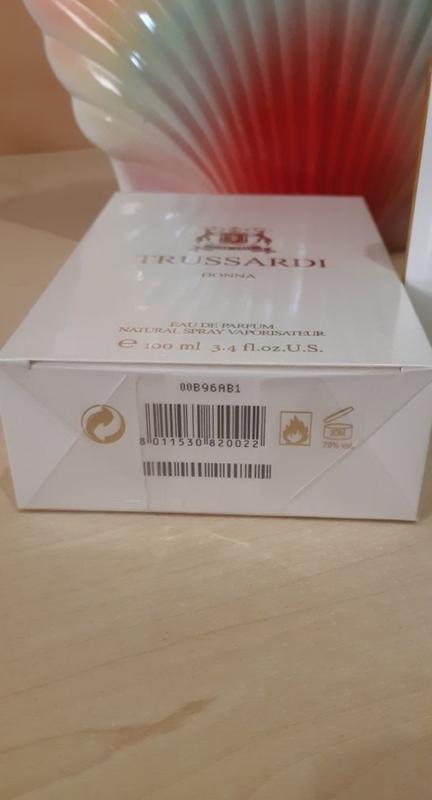 TRUSSARDI
DONNA
EAU DE PARFUM
NATURAL SPRAY VAPORISATEUR
e 100 ml 3.4 fl.oz.U.S.
00B96AB1
8 011530 820022
30M
70% vol.